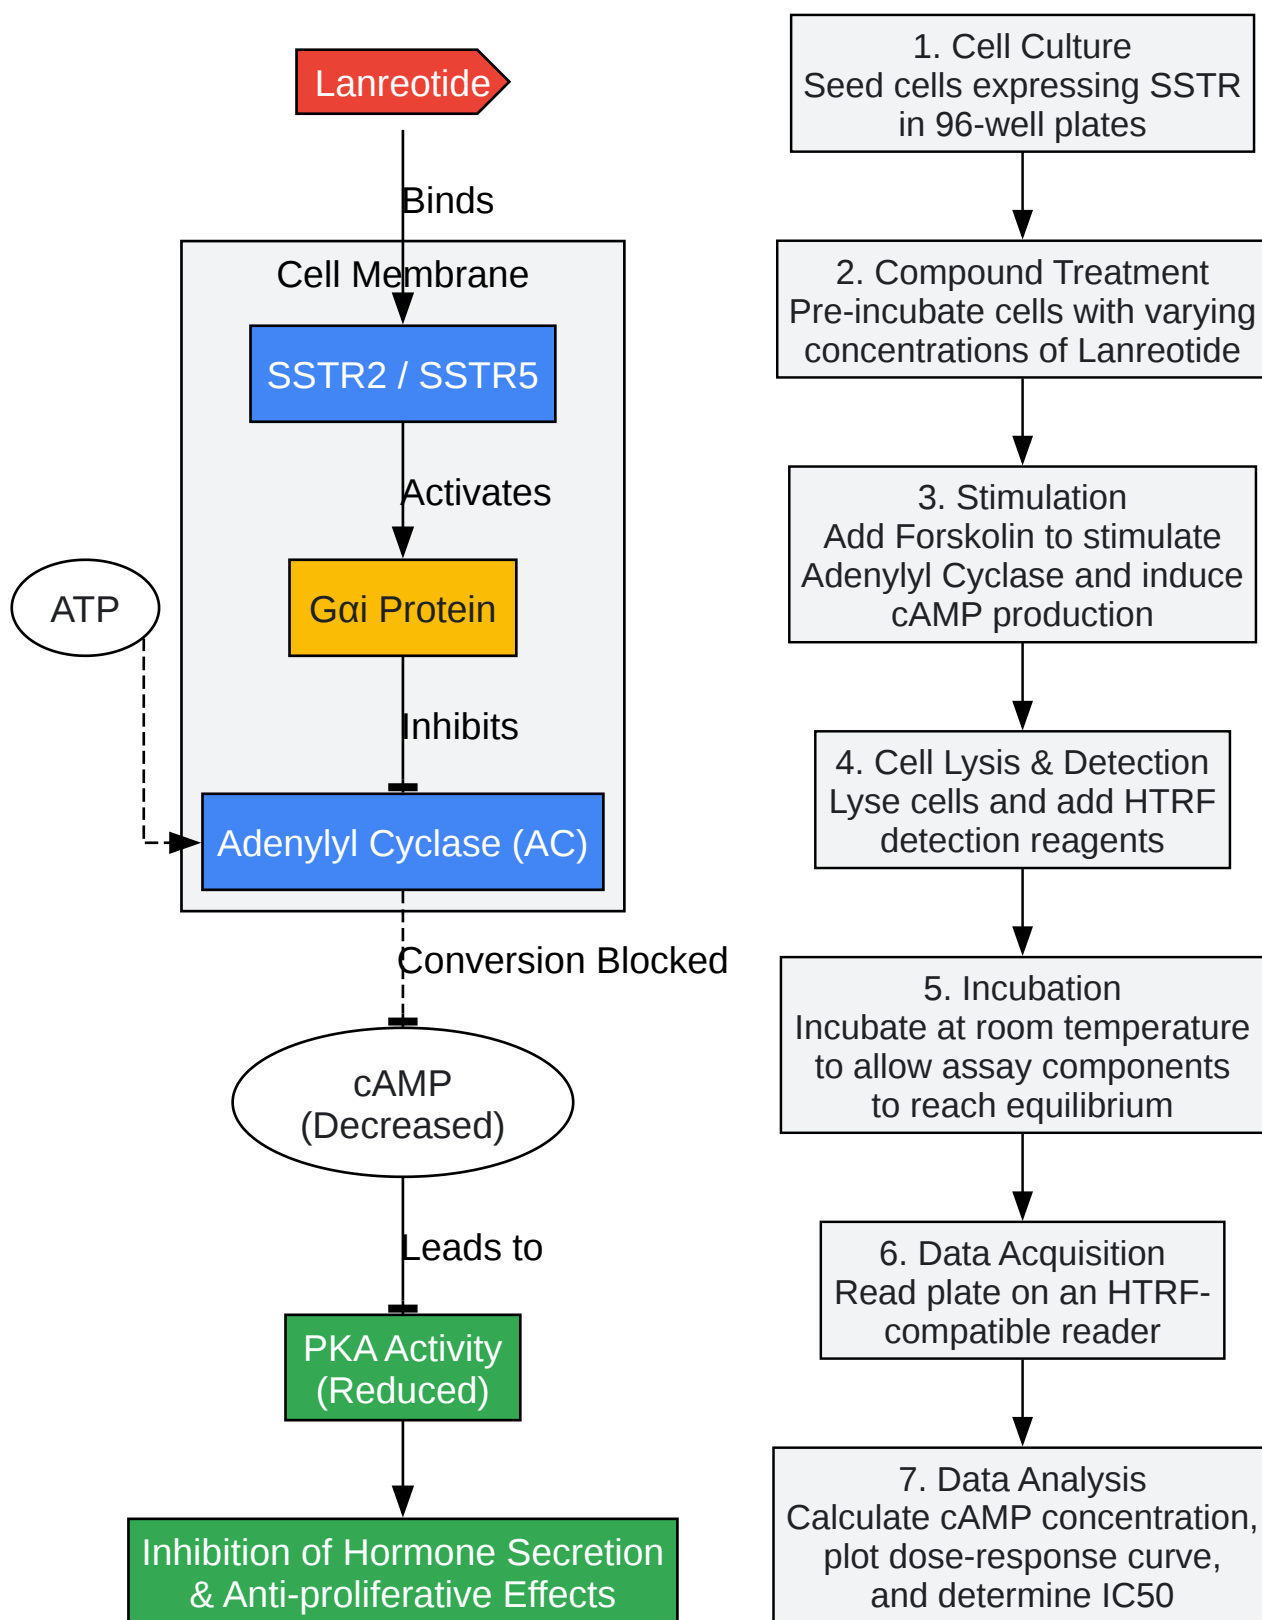 Lanreotide
Binds
Cell Membrane
SSTR2 / SSTR5
Activates
Gαi Protein
ATP
Inhibits
Adenylyl Cyclase (AC)
Conversion Blocked
cAMP
(Decreased)
Leads to
PKA Activity
(Reduced)
Inhibition of Hormone Secretion
& Anti-proliferative Effects
1. Cell Culture
Seed cells expressing SSTR
in 96-well plates
2. Compound Treatment
Pre-incubate cells with varying
concentrations of Lanreotide
3. Stimulation
Add Forskolin to stimulate
Adenylyl Cyclase and induce
cAMP production
4. Cell Lysis & Detection
Lyse cells and add HTRF
detection reagents
5. Incubation
Incubate at room temperature
to allow assay components
to reach equilibrium
6. Data Acquisition
Read plate on an HTRF-
compatible reader
7. Data Analysis
Calculate cAMP concentration,
plot dose-response curve,
and determine IC50